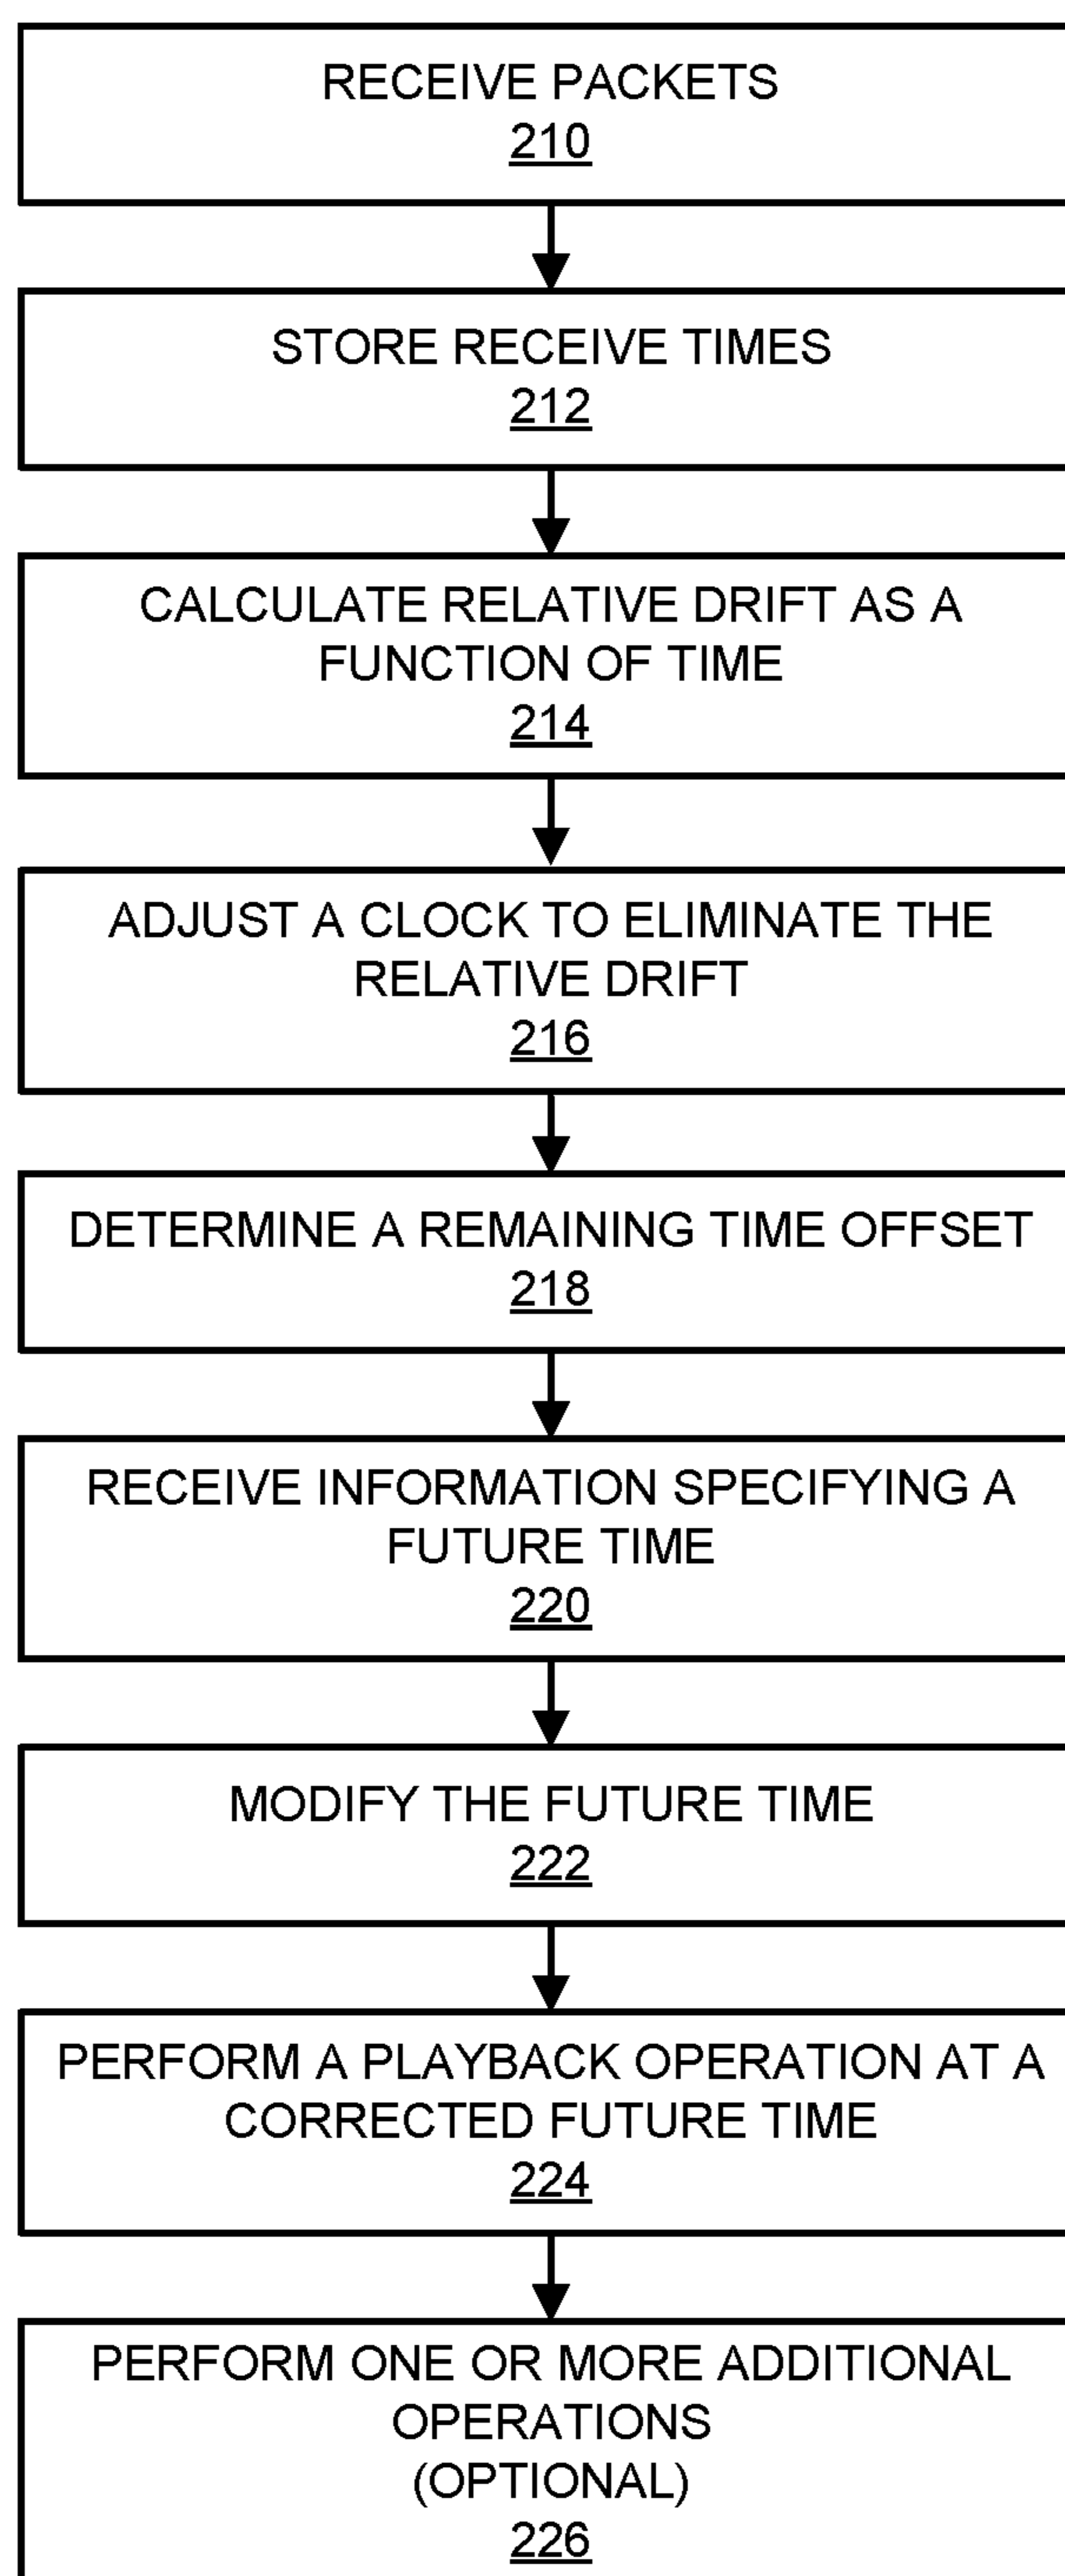 RECEIVE PACKETS
210
STORE RECEIVE TIMES
212
CALCULATE RELATIVE DRIFT AS A
FUNCTION OF TIME
214
ADJUST A CLOCK TO ELIMINATE THE
RELATIVE DRIFT
216
DETERMINE A REMAINING TIME OFFSET
218
RECEIVE INFORMATION SPECIFYING A
FUTURE TIME
220
MODIFY THE FUTURE TIME
222
PERFORM A PLAYBACK OPERATION AT A
CORRECTED FUTURE TIME
224
PERFORM ONE OR MORE ADDITIONAL
OPERATIONS
(OPTIONAL)
226